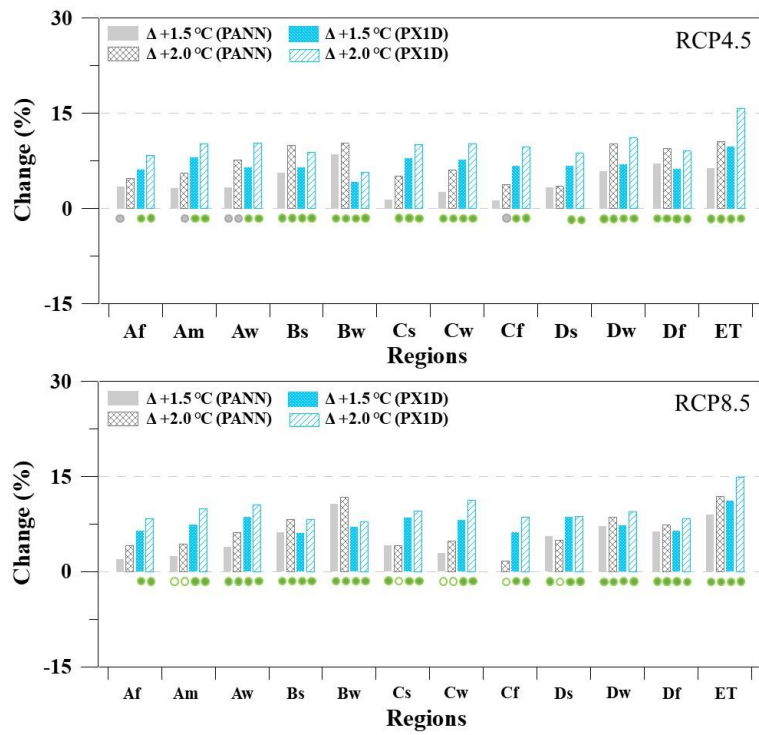 30
Δ +1.5 °C (PANN) Δ +1.5 °C (PX1D)
RCP4.5
Δ +2.0 °C (PANN) Δ +2.0 °C (PX1D)
15
Change (%)
0
-15
Af Am Aw Bs Bw Cs Cw Cf Ds Dw Df ET
Regions
30
Δ +1.5 °C (PANN) Δ +1.5 °C (PX1D)
RCP8.5
Δ +2.0 °C (PANN) Δ +2.0 °C (PX1D)
15
Change (%)
0
-15
Af Am Aw Bs Bw Cs Cw Cf Ds Dw Df ET
Regions